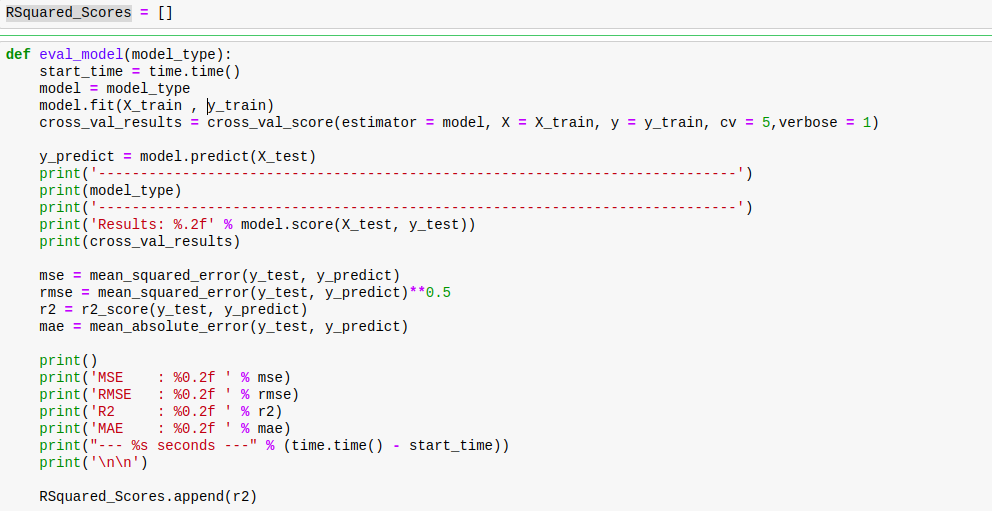 RSquared_Scores = []
def eval_model(model_type):
    start_time = time.time()
    model = model_type
    model.fit(X_train , y_train)
    cross_val_results = cross_val_score(estimator = model, X = X_train, y = y_train, cv = 5,verbose = 1)
    y_predict = model.predict(X_test)
    print('----------------------------------------------------------------------------')
    print(model_type)
    print('----------------------------------------------------------------------------')
    print('Results: %.2f' % model.score(X_test, y_test))
    print(cross_val_results)
    mse = mean_squared_error(y_test, y_predict)
    rmse = mean_squared_error(y_test, y_predict)**0.5
    r2 = r2_score(y_test, y_predict)
    mae = mean_absolute_error(y_test, y_predict)
    print()
    print('MSE    : %0.2f ' % mse)
    print('RMSE   : %0.2f ' % rmse)
    print('R2     : %0.2f ' % r2)
    print('MAE    : %0.2f ' % mae)
    print("--- %s seconds ---" % (time.time() - start_time))
    print('\n\n')
    RSquared_Scores.append(r2)